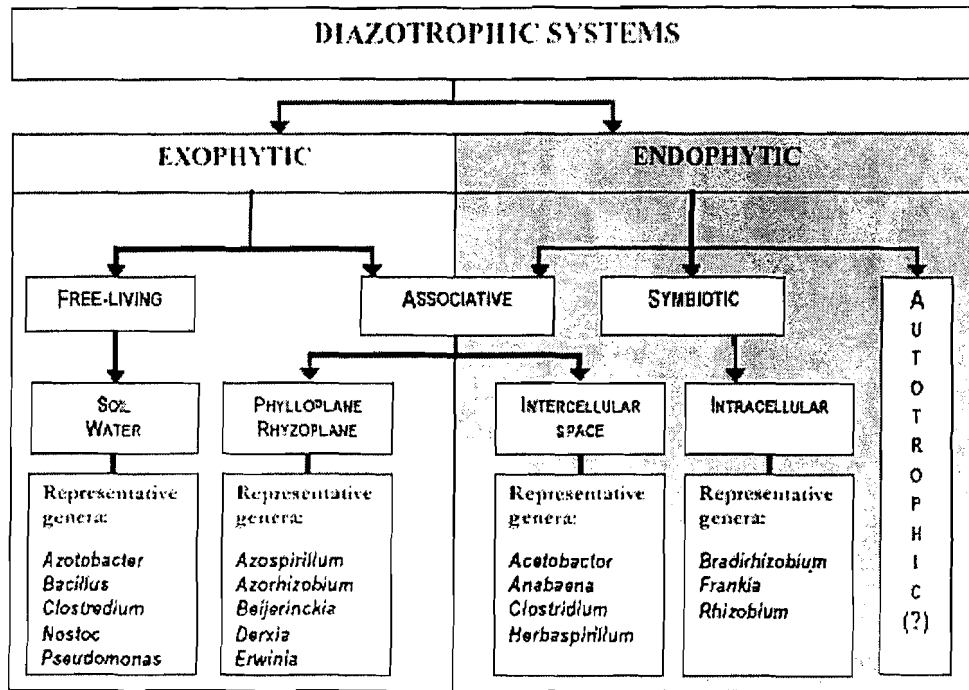 DIAZOTROPHIC SYSTEMS
EXOPHYTIC
ENDOPHYTIC
FREE-LIVING
ASSOCIATIVE
SYMBIOTIC
AUTOTROPHIC
(?)
SOIL
WATER
PHYLLOPLANE
RHYZOPLANE
INTERCELLULAR
SPACE
INTRACELLULAR
Representative
genera:
Azotobacter
Bacillus
Clostredium
Nostoc
Pseudomonas
Representative
genera:
Azospirillum
Azorhizobium
Beijerinckia
Derxia
Erwinia
Representative
genera:
Acetobactor
Anabaena
Clostridium
Herbaspirillum
Representative
genera:
Bradirhizobium
Frankia
Rhizobium